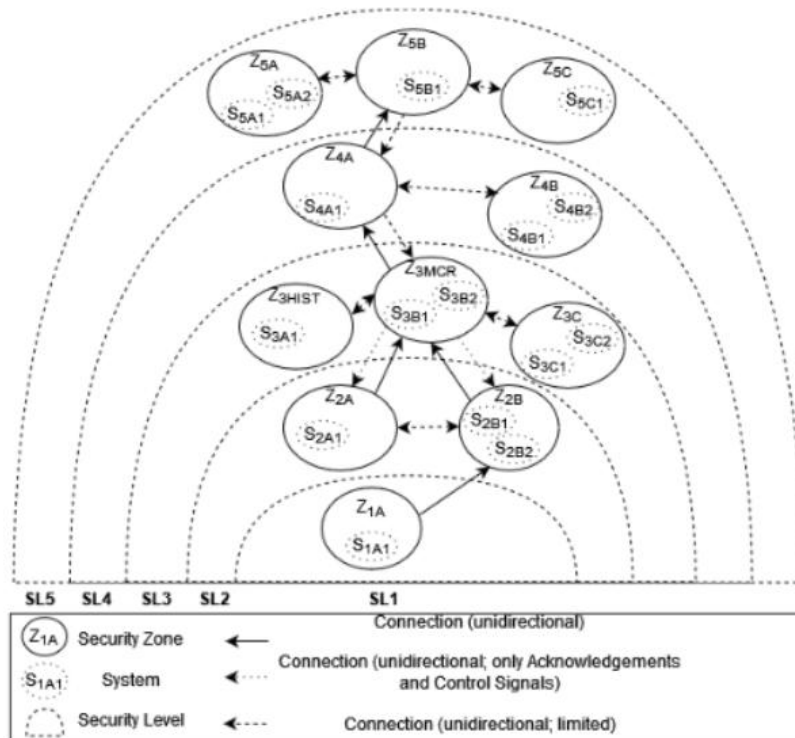 Z5B
Z5A
Z5C
S5A2
S5B1
S5C1
S5A1
Z4A
Z4B
S4A1
S4B2
S4B1
Z3MCR
Z3HIST
S3B2
S3B1
Z3C
S3A1
S3C2
S3C1
Z2A
Z2B
S2B1
S2A1
S2B2
Z1A
S1A1
SL5 SL4 SL3 SL2 SL1
Z1A Security Zone Connection (unidirectional)
S1A1 System Connection (unidirectional; only Acknowledgements
and Control Signals)
Security Level Connection (unidirectional; limited)